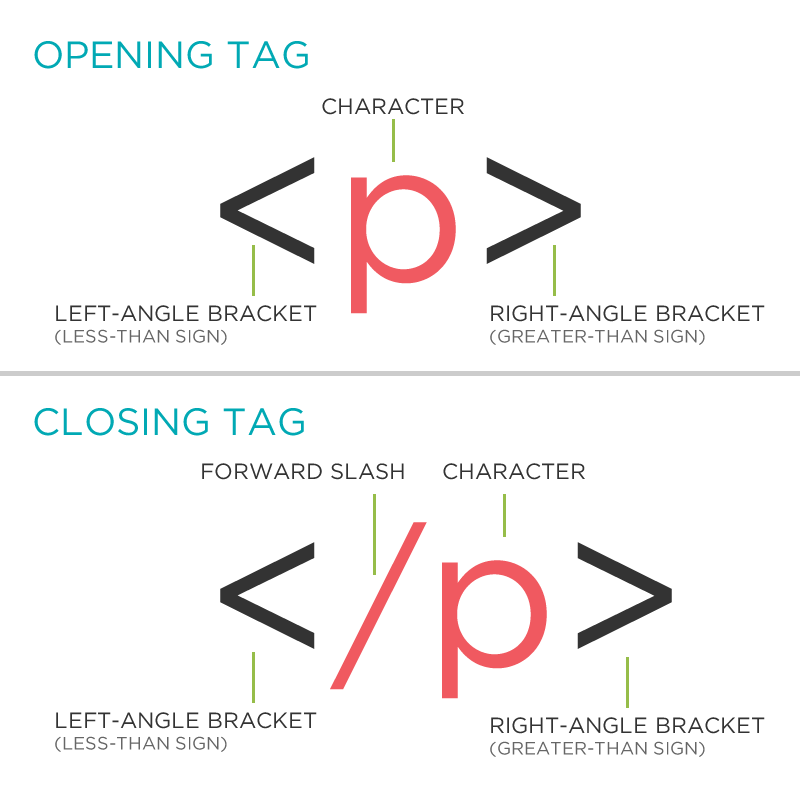 OPENING TAG
CHARACTER
<p>
LEFT-ANGLE BRACKET
(LESS-THAN SIGN)
RIGHT-ANGLE BRACKET
(GREATER-THAN SIGN)
CLOSING TAG
FORWARD SLASH
CHARACTER
</p>
LEFT-ANGLE BRACKET
(LESS-THAN SIGN)
RIGHT-ANGLE BRACKET
(GREATER-THAN SIGN)